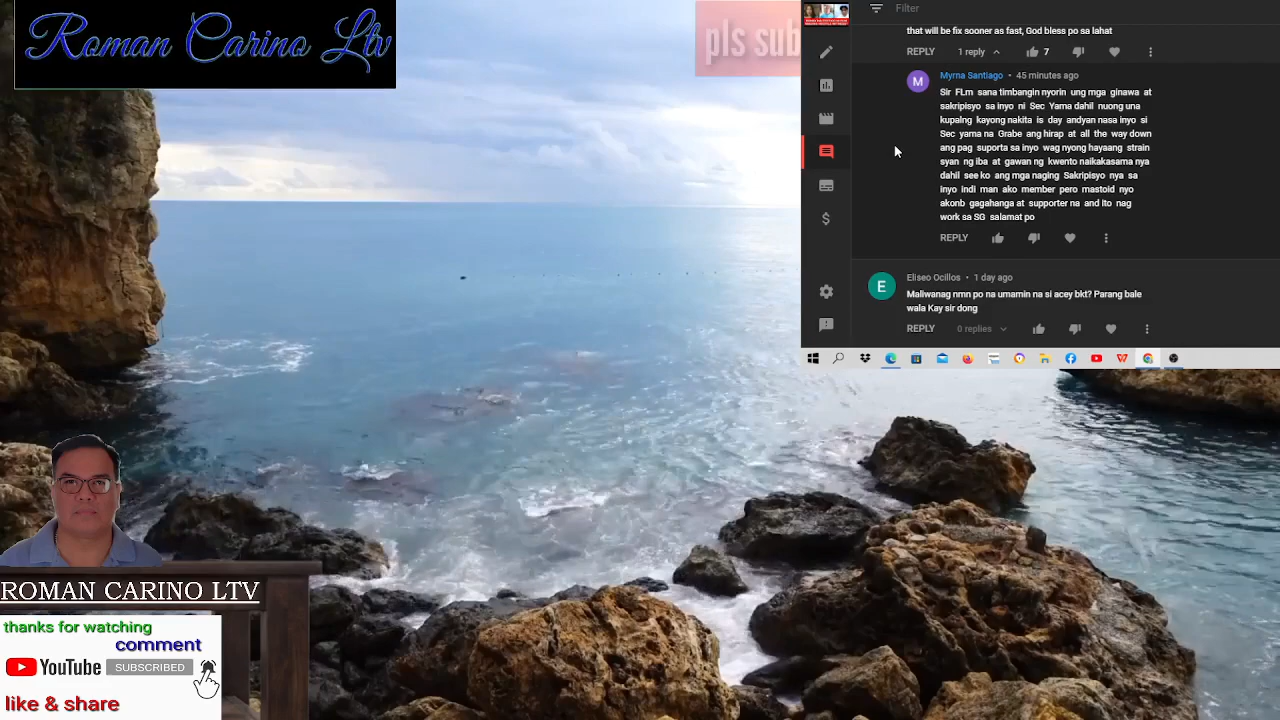 Roman Carino Ltv
pls sub
Filter
that will be fix sooner as fast, God bless po sa lahat
REPLY 1 reply 7
M Myrna Santiago • 45 minutes ago
Sir FLm sana timbangin nyorin ung mga ginawa at
sakripisyo sa inyo ni Sec Yama dahil nuong una
kupalng kayong nakita is day andyan nasa inyo si
Sec yama na Grabe ang hirap at all the way down
ang pag suporta sa inyo wag nyong hayaang strain
syan ng iba at gawan ng kwento naikakasama nya
dahil see ko ang mga naging Sakripisyo nya sa
inyo indi man ako member pero mastoid nyo
akonb gagahanga at supporter na and ito nag
work sa SG salamat po
REPLY
E Eliseo Ocillos • 1 day ago
Maliwanag nmn po na umamin na si acey bkt? Parang bale
wala Kay sir dong
REPLY 0 replies
ROMAN CARINO LTV
thanks for watching
comment
YouTube SUBSCRIBED
like & share